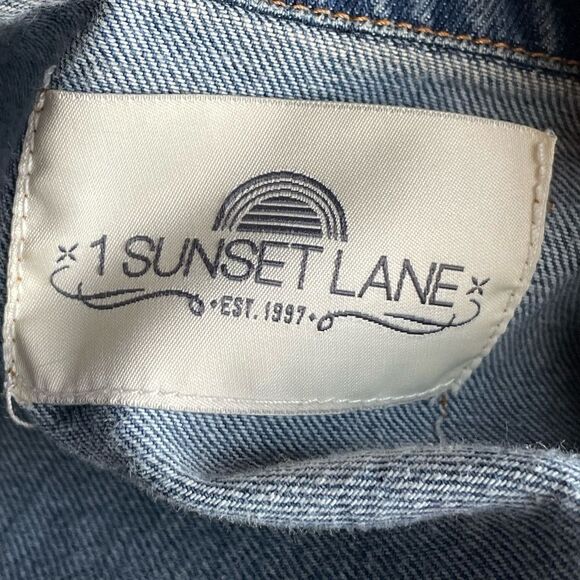 1 SUNSET LANE
EST. 1997